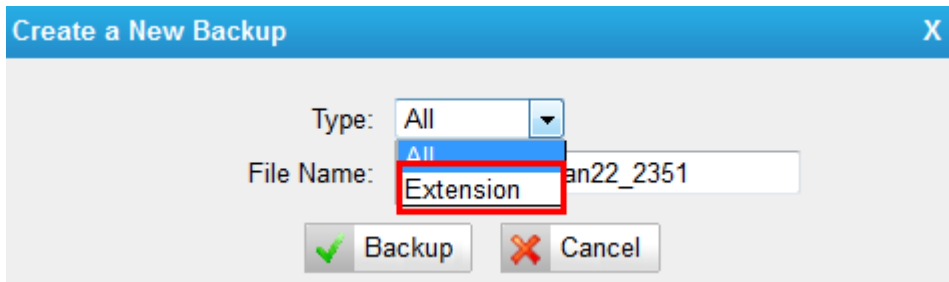 Create a New Backup X
Type: All
All
File Name: an22_2351
Extension
Backup Cancel